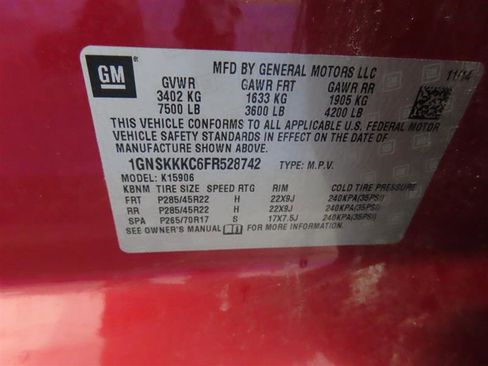 GM
MFD BY GENERAL MOTORS LLC 11/14
GVWR GAWR FRT GAWR RR
3402 KG 1633 KG 1905 KG
7500 LB 3600 LB 4200 LB
THIS VEHICLE CONFORMS TO ALL APPLICABLE U.S. FEDERAL MOTOR
VEHICLE SAFETY STANDARDS IN EFFECT ON THE DATE OF
MANUFACTURE SHOWN ABOVE.
1GNSKKKC6FR528742 TYPE: M.P.V.
MODEL: K15906
KBNM TIRE SIZE SPEED RTG RIM COLD TIRE PRESSURE
FRT P285/45R22 H 22X9J 240KPA(35PSI)
RR P285/45R22 H 22X9J 240KPA(35PSI)
SPA P265/70R17 S 17X7.5J 240KPA(35PSI)
SEE OWNER'S MANUAL FOR MORE INFORMATION.